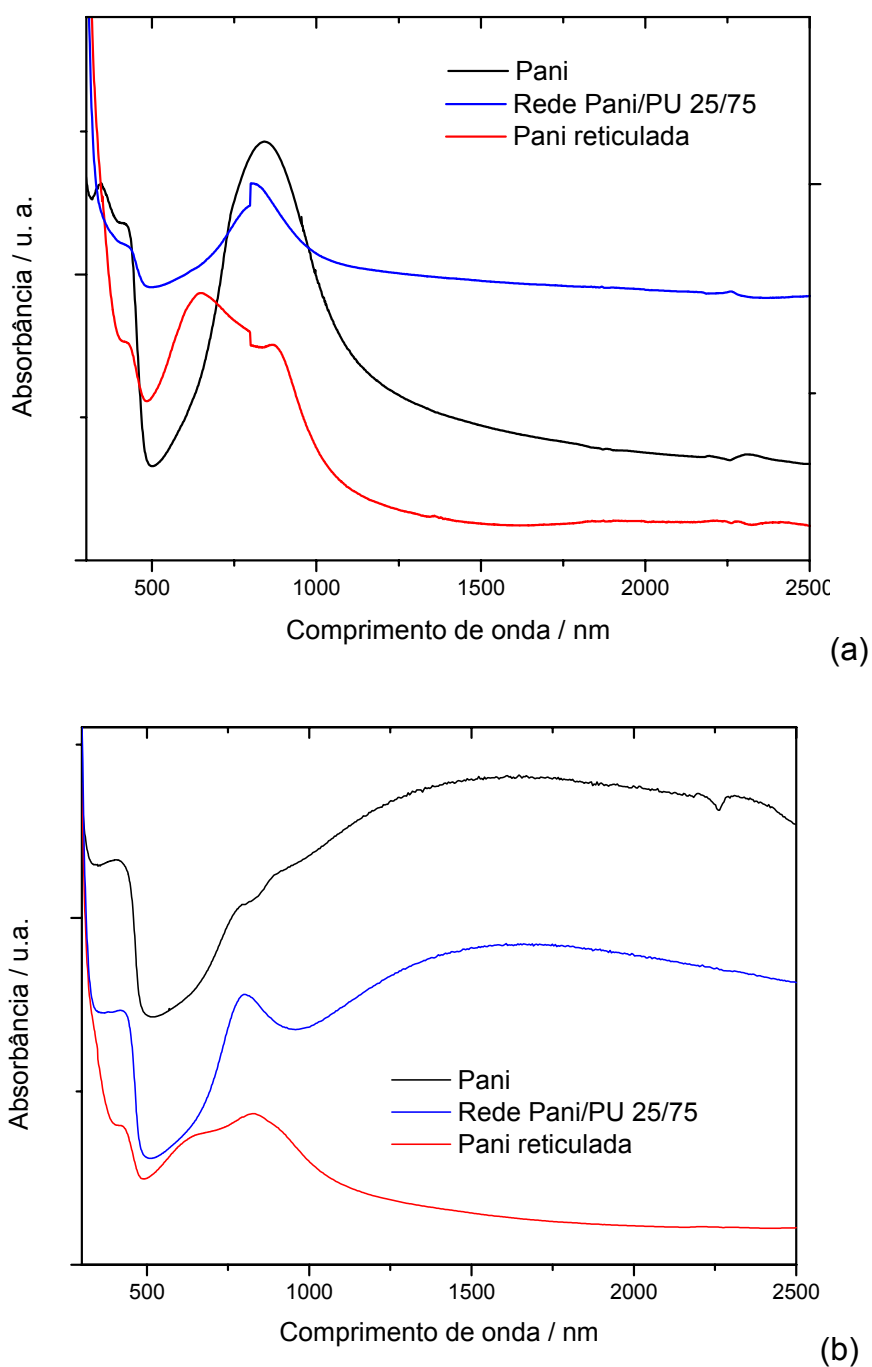 Pani
Rede Pani/PU 25/75
Pani reticulada
Absorbância / u. a.
500 1000 1500 2000 2500
Comprimento de onda / nm
(a)
Pani
Rede Pani/PU 25/75
Pani reticulada
Absorbância / u.a.
500 1000 1500 2000 2500
Comprimento de onda / nm
(b)